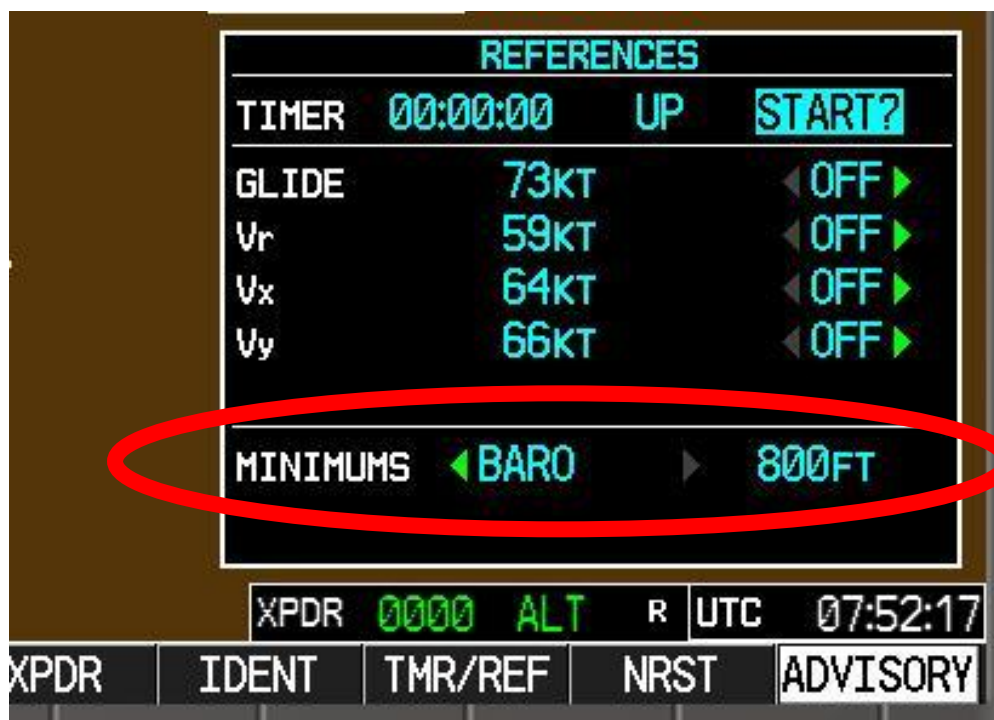 REFERENCES
TIMER 00:00:00 UP START?
GLIDE 73KT OFF
Vr 59KT OFF
Vx 64KT OFF
Vy 66KT OFF
MINIMUMS BARO 800FT
XPDR 0000 ALT R UTC 07:52:17
XPDR IDENT TMR/REF NRST ADVISORY